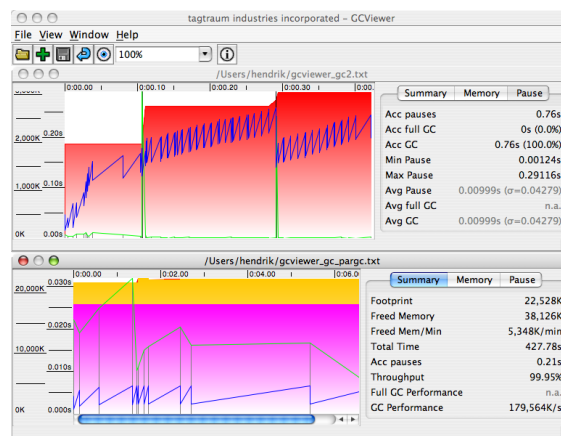 tagtraum industries incorporated – GCViewer
File View Window Help
100%
/Users/hendrik/gcviewer_gc2.txt
0:00.00 0:00.10 0:00.20 0:00.30 0:00.
2,000K 0.20s
1,000K 0.10s
0K 0.00s
Summary Memory Pause
Acc pauses 0.76s
Acc full GC 0s (0.0%)
Acc GC 0.76s (100.0%)
Min Pause 0.00124s
Max Pause 0.29116s
Avg Pause 0.00999s (σ=0.04279)
Avg full GC n.a.
Avg GC 0.00999s (σ=0.04279)
/Users/hendrik/gcviewer_gc_pargc.txt
0:00.00 0:02.00 0:04.00 0:06.0
20,000K 0.030s
0.020s
10,000K 0.010s
0K 0.000s
Summary Memory Pause
Footprint 22,528K
Freed Memory 38,126K
Freed Mem/Min 5,348K/min
Total Time 427.78s
Acc pauses 0.21s
Throughput 99.95%
Full GC Performance n.a.
GC Performance 179,564K/s